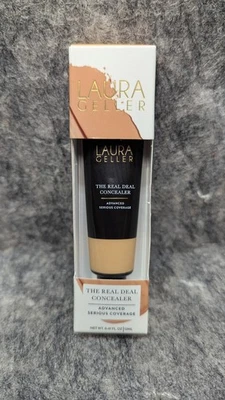 LAURA
GELLER
LAURA
GELLER
THE REAL DEAL
CONCEALER
ADVANCED
SERIOUS COVERAGE
THE REAL DEAL
CONCEALER
ADVANCED
SERIOUS COVERAGE